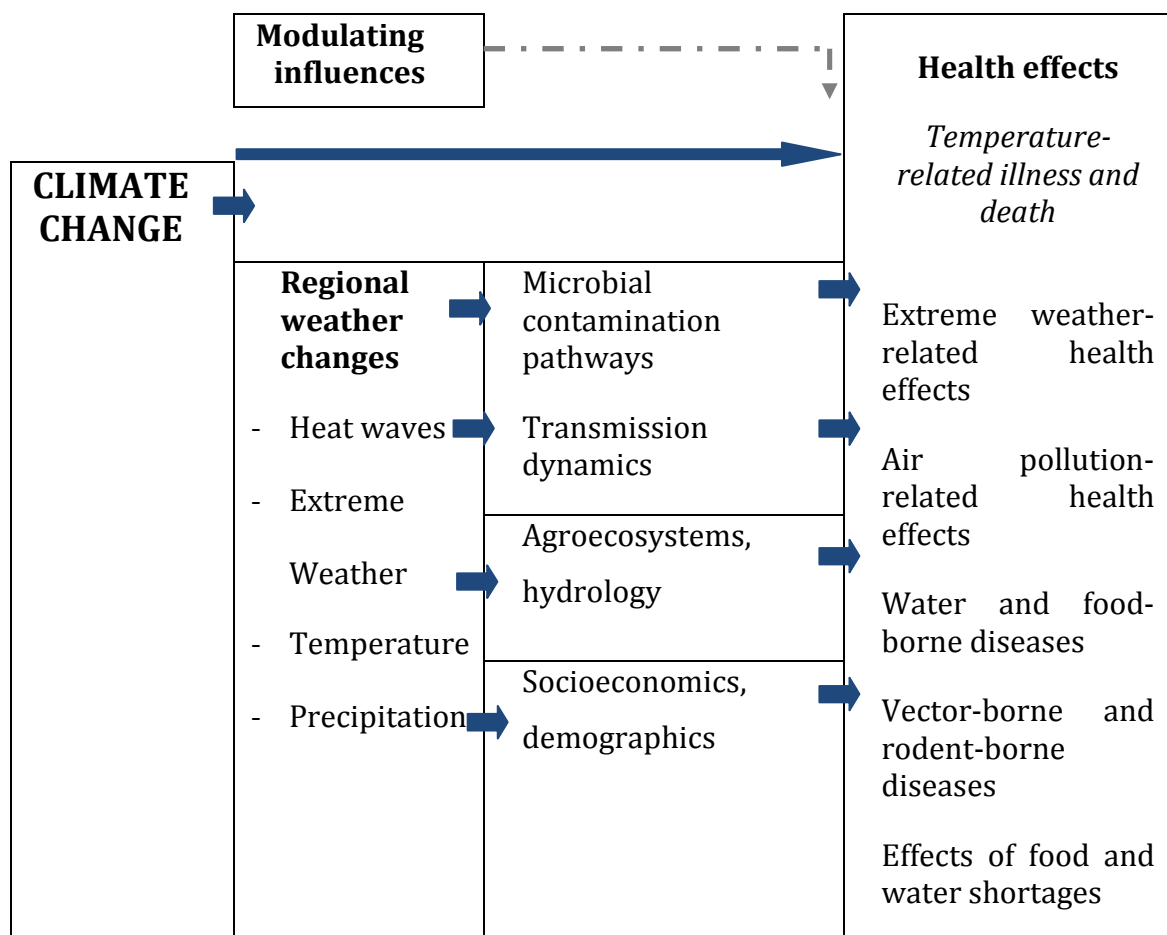 Modulating
influences
Health effects
Temperature-
related illness and
death
CLIMATE
CHANGE
Regional
weather
changes
- Heat waves
- Extreme
Weather
- Temperature
- Precipitation
Microbial
contamination
pathways
Transmission
dynamics
Agroecosystems,
hydrology
Socioeconomics,
demographics
Extreme weather-
related health
effects
Air pollution-
related health
effects
Water and food-
borne diseases
Vector-borne and
rodent-borne
diseases
Effects of food and
water shortages